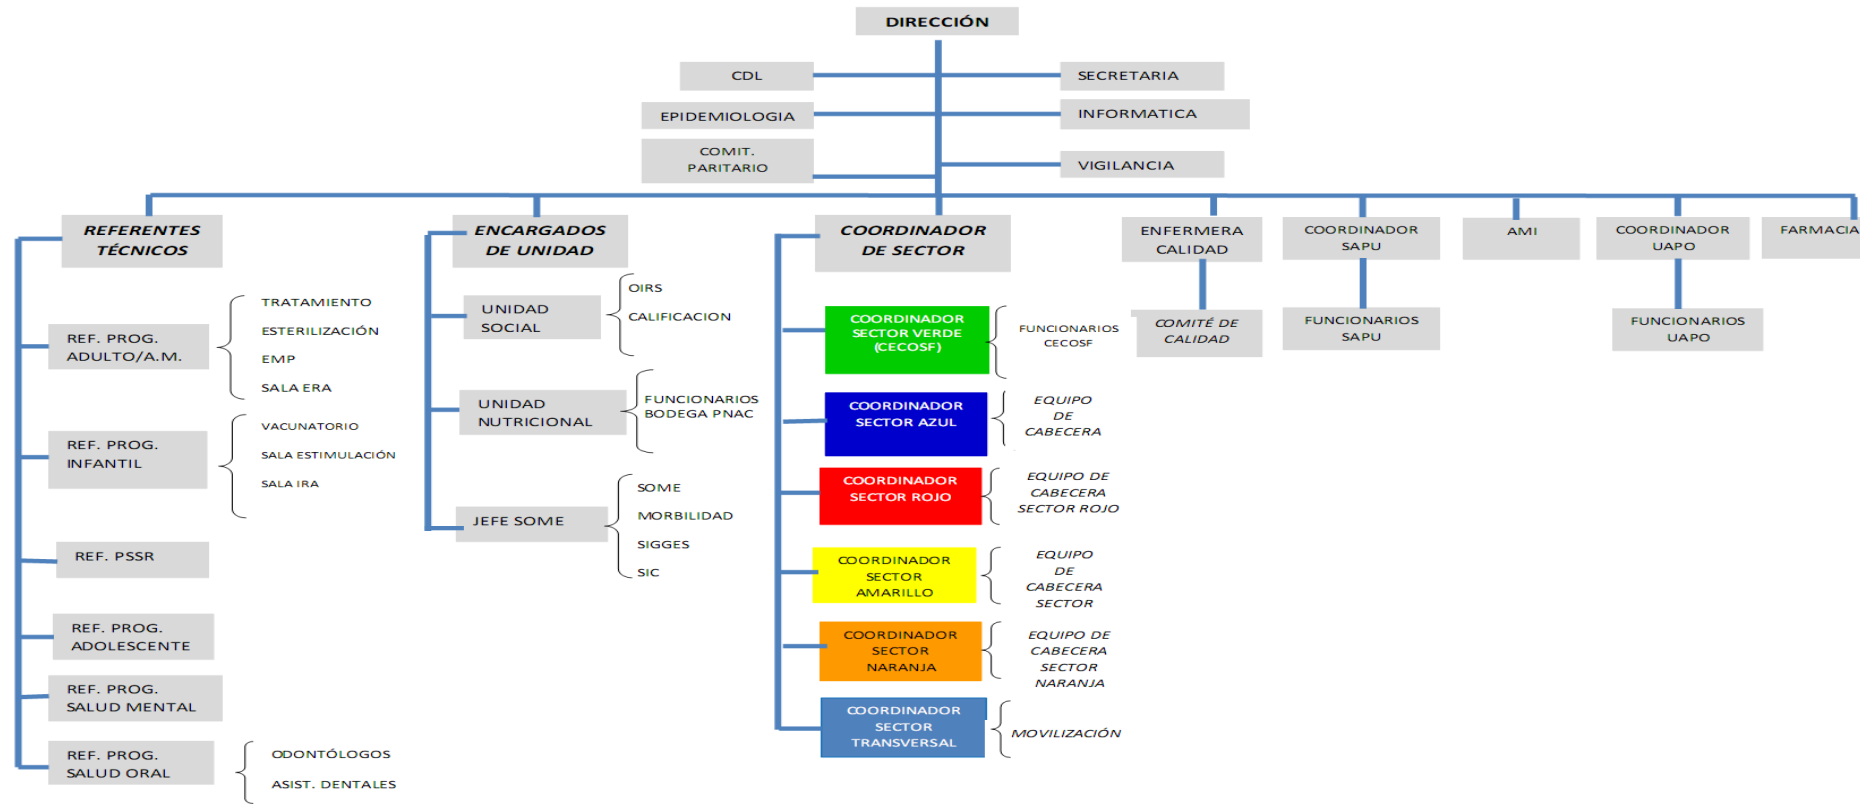 DIRECCIÓN
CDL
SECRETARIA
EPIDEMIOLOGIA
INFORMATICA
COMIT.
PARITARIO
VIGILANCIA
REFERENTES
TÉCNICOS
REF. PROG.
ADULTO/A.M.
TRATAMIENTO
ESTERILIZACIÓN
EMP
SALA ERA
REF. PROG.
INFANTIL
VACUNATORIO
SALA ESTIMULACIÓN
SALA IRA
REF. PSSR
REF. PROG.
ADOLESCENTE
REF. PROG.
SALUD MENTAL
REF. PROG.
SALUD ORAL
ODONTÓLOGOS
ASIST. DENTALES
ENCARGADOS
DE UNIDAD
UNIDAD
SOCIAL
OIRS
CALIFICACION
UNIDAD
NUTRICIONAL
FUNCIONARIOS
BODEGA PNAC
JEFE SOME
SOME
MORBILIDAD
SIGGES
SIC
COORDINADOR
DE SECTOR
COORDINADOR
SECTOR VERDE
(CECOSF)
FUNCIONARIOS
CECOSF
COORDINADOR
SECTOR AZUL
EQUIPO
DE
CABECERA
COORDINADOR
SECTOR ROJO
EQUIPO DE
CABECERA
SECTOR ROJO
COORDINADOR
SECTOR
AMARILLO
EQUIPO
DE
CABECERA
SECTOR
COORDINADOR
SECTOR
NARANJA
EQUIPO DE
CABECERA
SECTOR
NARANJA
COORDINADOR
SECTOR
TRANSVERSAL
MOVILIZACIÓN
ENFERMERA
CALIDAD
COMITÉ DE
CALIDAD
COORDINADOR
SAPU
FUNCIONARIOS
SAPU
AMI
COORDINADOR
UAPO
FUNCIONARIOS
UAPO
FARMACIA